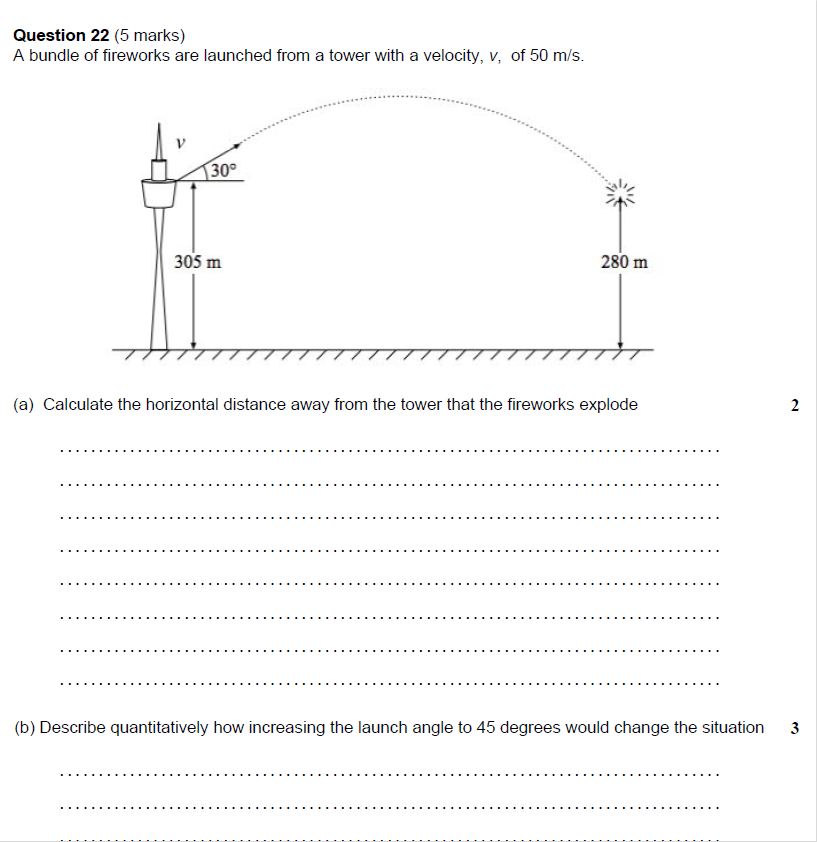 Question 22 (5 marks)
A bundle of fireworks are launched from a tower with a velocity, v, of 50 m/s.
v
30°
305 m
280 m
(a) Calculate the horizontal distance away from the tower that the fireworks explode 2
(b) Describe quantitatively how increasing the launch angle to 45 degrees would change the situation 3